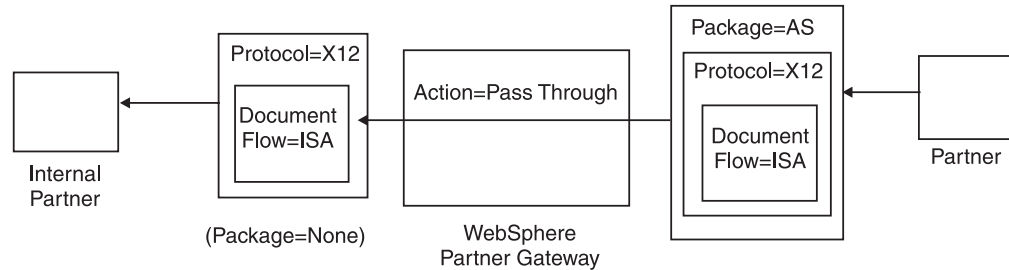 Internal
Partner
Protocol=X12
Document
Flow=ISA
(Package=None)
Action=Pass Through
WebSphere
Partner Gateway
Package=AS
Protocol=X12
Document
Flow=ISA
Partner